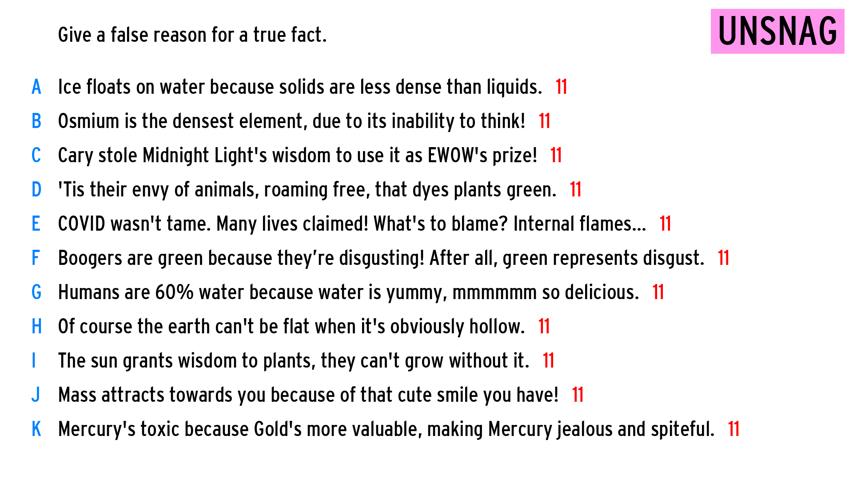 Give a false reason for a true fact.
UNSNAG
A Ice floats on water because solids are less dense than liquids. 11
B Osmium is the densest element, due to its inability to think! 11
C Cary stole Midnight Light's wisdom to use it as EWOW's prize! 11
D 'Tis their envy of animals, roaming free, that dyes plants green. 11
E COVID wasn't tame. Many lives claimed! What's to blame? Internal flames... 11
F Boogers are green because they’re disgusting! After all, green represents disgust. 11
G Humans are 60% water because water is yummy, mmmmmm so delicious. 11
H Of course the earth can't be flat when it's obviously hollow. 11
I The sun grants wisdom to plants, they can't grow without it. 11
J Mass attracts towards you because of that cute smile you have! 11
K Mercury's toxic because Gold's more valuable, making Mercury jealous and spiteful. 11